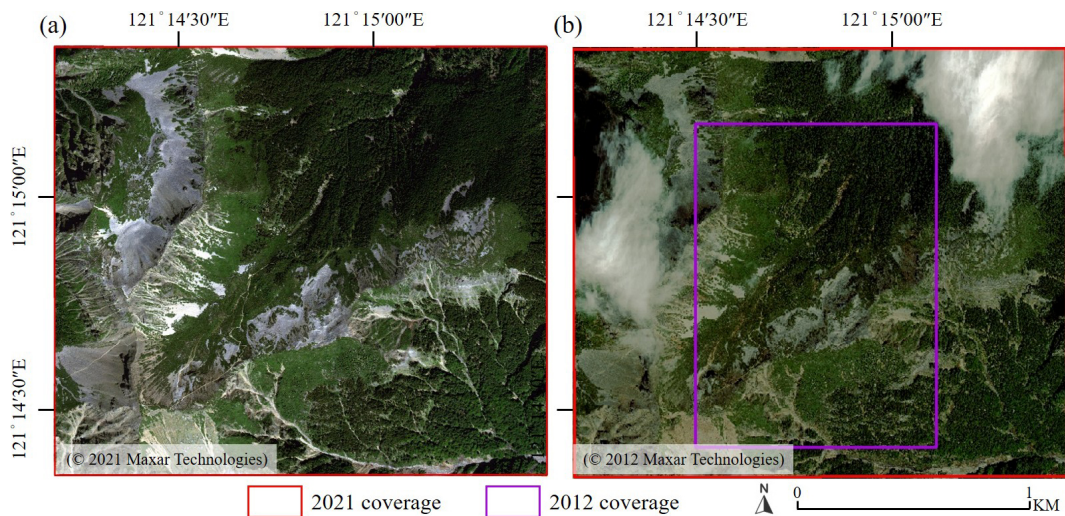 (a)
121°14′30″E
121°15′00″E
(b)
121°14′30″E
121°15′00″E
121°15′00″E
121°14′30″E
(© 2021 Maxar Technologies)
(© 2012 Maxar Technologies)
2021 coverage
2012 coverage
N
0
1
KM